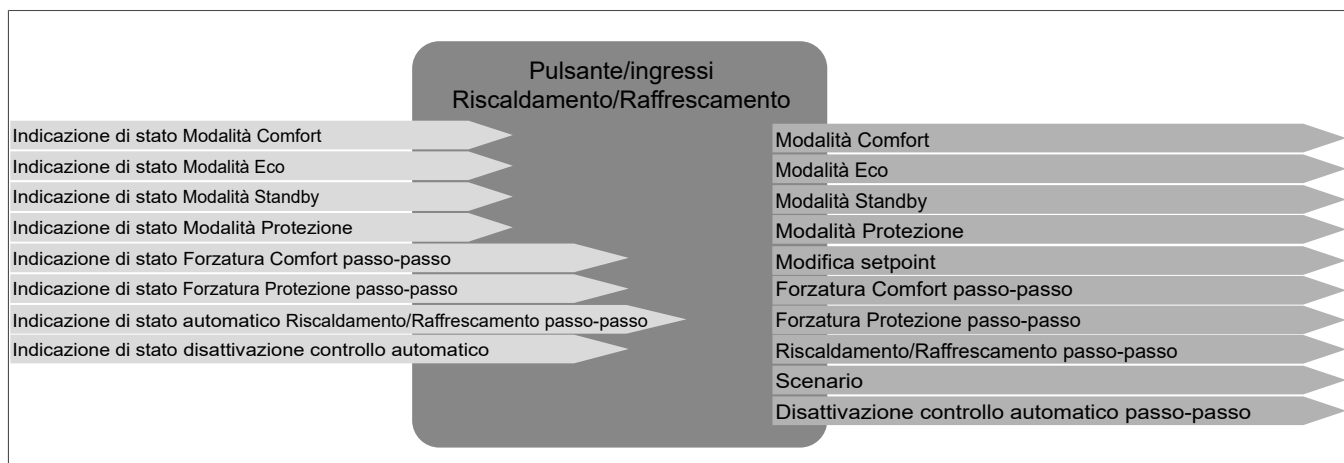 Pulsante/ingressi
Riscaldamento/Raffrescamento
Indicazione di stato Modalità Comfort
Indicazione di stato Modalità Eco
Indicazione di stato Modalità Standby
Indicazione di stato Modalità Protezione
Indicazione di stato Forzatura Comfort passo-passo
Indicazione di stato Forzatura Protezione passo-passo
Indicazione di stato automatico Riscaldamento/Raffrescamento passo-passo
Indicazione di stato disattivazione controllo automatico
Modalità Comfort
Modalità Eco
Modalità Standby
Modalità Protezione
Modifica setpoint
Forzatura Comfort passo-passo
Forzatura Protezione passo-passo
Riscaldamento/Raffrescamento passo-passo
Scenario
Disattivazione controllo automatico passo-passo